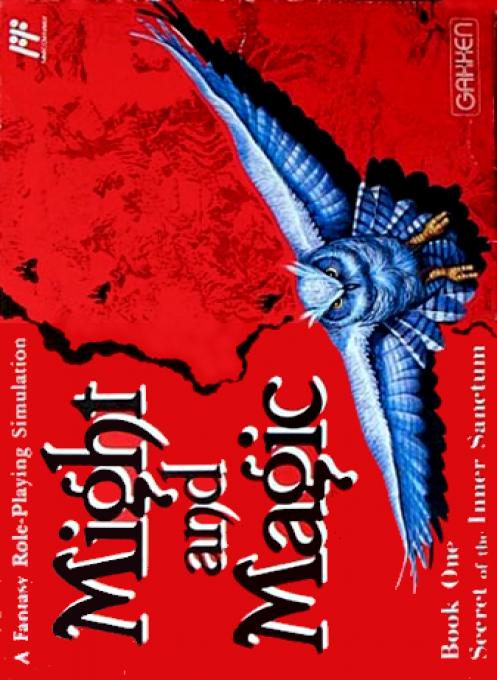 A Fantasy Role-Playing Simulation
Might
and
Magic
Book One
Secret of the Inner Sanctum
GAKKEN